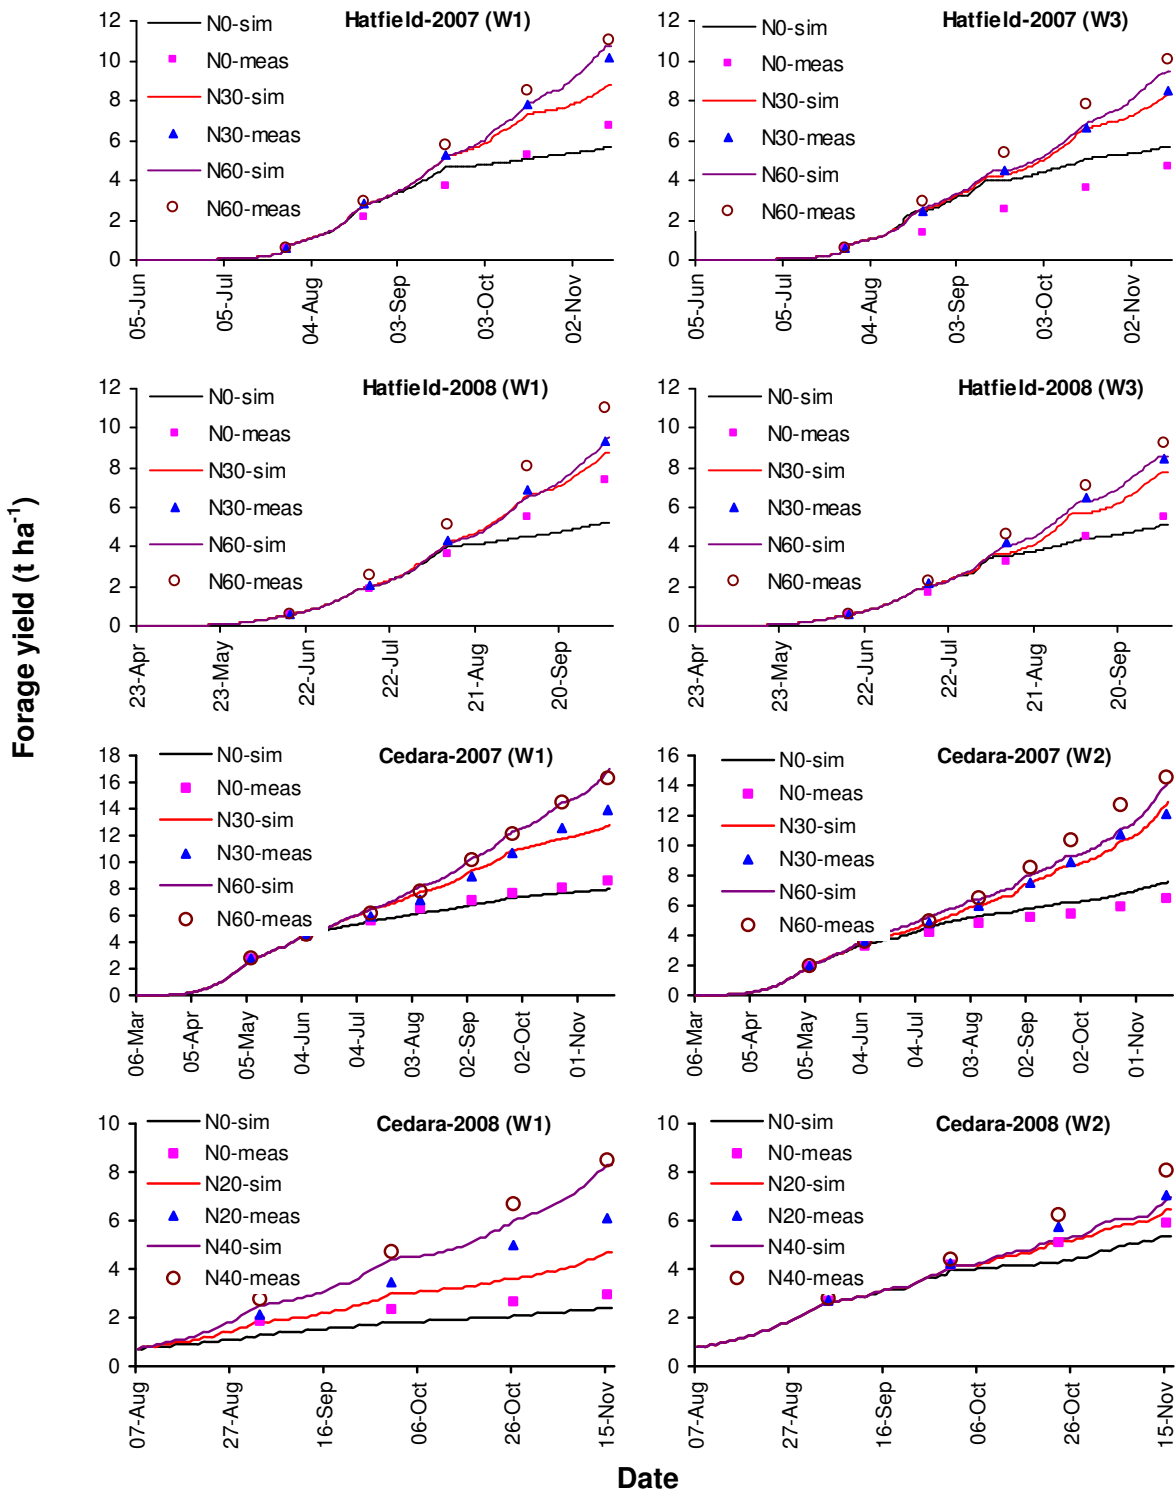 Hatfield-2007 (W1)
12
10
8
6
4
2
0
N0-sim
N0-meas
N30-sim
N30-meas
N60-sim
N60-meas
05-Jun
05-Jul
04-Aug
03-Sep
03-Oct
02-Nov
Hatfield-2007 (W3)
12
10
8
6
4
2
0
N0-sim
N0-meas
N30-sim
N30-meas
N60-sim
N60-meas
05-Jun
05-Jul
04-Aug
03-Sep
03-Oct
02-Nov
Hatfield-2008 (W1)
12
10
8
6
4
2
0
N0-sim
N0-meas
N30-sim
N30-meas
N60-sim
N60-meas
23-Apr
23-May
22-Jun
22-Jul
21-Aug
20-Sep
Hatfield-2008 (W3)
12
10
8
6
4
2
0
N0-sim
N0-meas
N30-sim
N30-meas
N60-sim
N60-meas
23-Apr
23-May
22-Jun
22-Jul
21-Aug
20-Sep
Forage yield (t ha-1)
Cedara-2007 (W1)
18
16
14
12
10
8
6
4
2
0
N0-sim
N0-meas
N30-sim
N30-meas
N60-sim
N60-meas
06-Mar
05-Apr
05-May
04-Jun
04-Jul
03-Aug
02-Sep
02-Oct
01-Nov
Cedara-2007 (W2)
16
14
12
10
8
6
4
2
0
N0-sim
N0-meas
N30-sim
N30-meas
N60-sim
N60-meas
06-Mar
05-Apr
05-May
04-Jun
04-Jul
03-Aug
02-Sep
02-Oct
01-Nov
Cedara-2008 (W1)
10
8
6
4
2
0
N0-sim
N0-meas
N20-sim
N20-meas
N40-sim
N40-meas
07-Aug
27-Aug
16-Sep
06-Oct
26-Oct
15-Nov
Cedara-2008 (W2)
10
8
6
4
2
0
N0-sim
N0-meas
N20-sim
N20-meas
N40-sim
N40-meas
07-Aug
27-Aug
16-Sep
06-Oct
26-Oct
15-Nov
Date